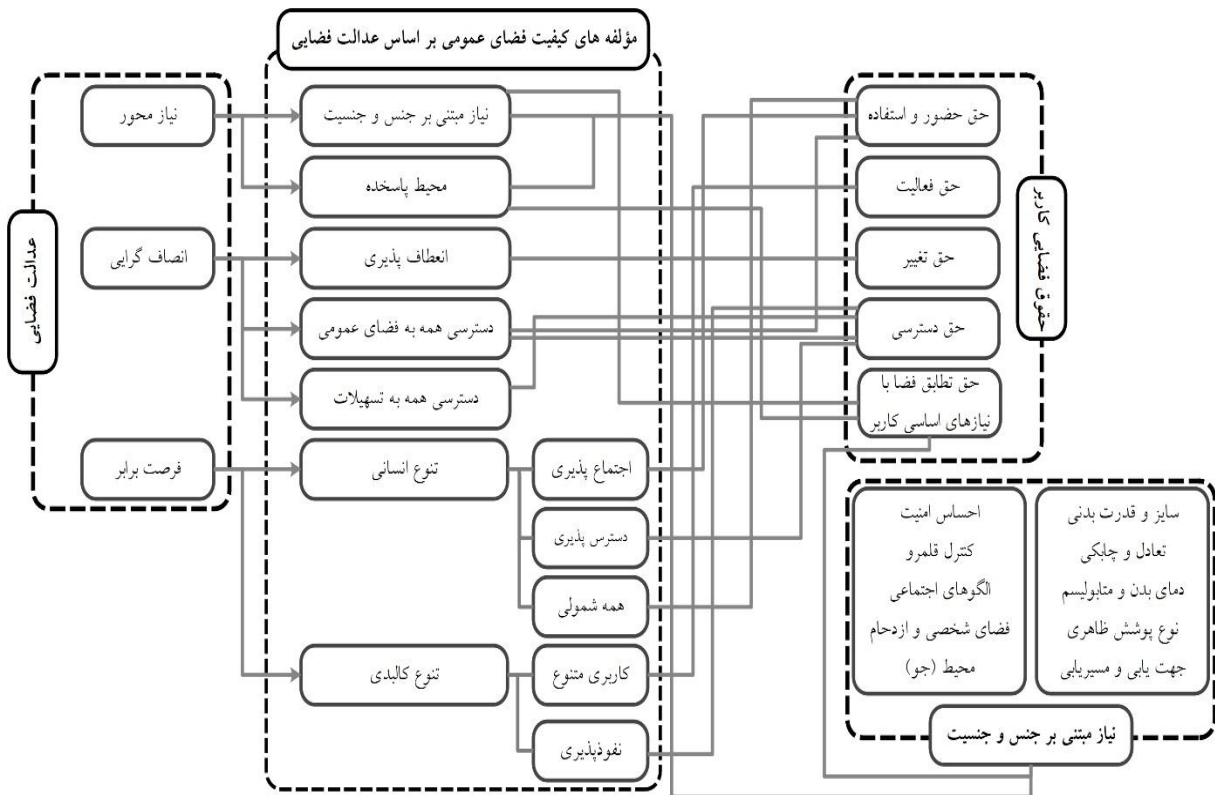 مؤلفه های کیفیت فضای عمومی بر اساس عدالت فضایی
عدالت فضایی
نیاز محور
انصاف گرایی
فرصت برابر
نیاز مبتنی بر جنس و جنسیت
محیط پاسخده
انعطاف پذیری
دسترسی همه به فضای عمومی
دسترسی همه به تسهیلات
تنوع انسانی
اجتماع پذیری
دسترس پذیری
همه شمولی
تنوع کالبدی
کاربری متنوع
نفوذپذیری
حقوق فضایی کاربر
حق حضور و استفاده
حق فعالیت
حق تغییر
حق دسترسی
حق تطابق فضا با
نیازهای اساسی کاربر
سایز و قدرت بدنی
تعادل و چابکی
دمای بدن و متابولیسم
نوع پوشش ظاهری
جهت یابی و مسیریابی
احساس امنیت
کنترل قلمرو
الگوهای اجتماعی
فضای شخصی و ازدحام
محیط (جو)
نیاز مبتنی بر جنس و جنسیت